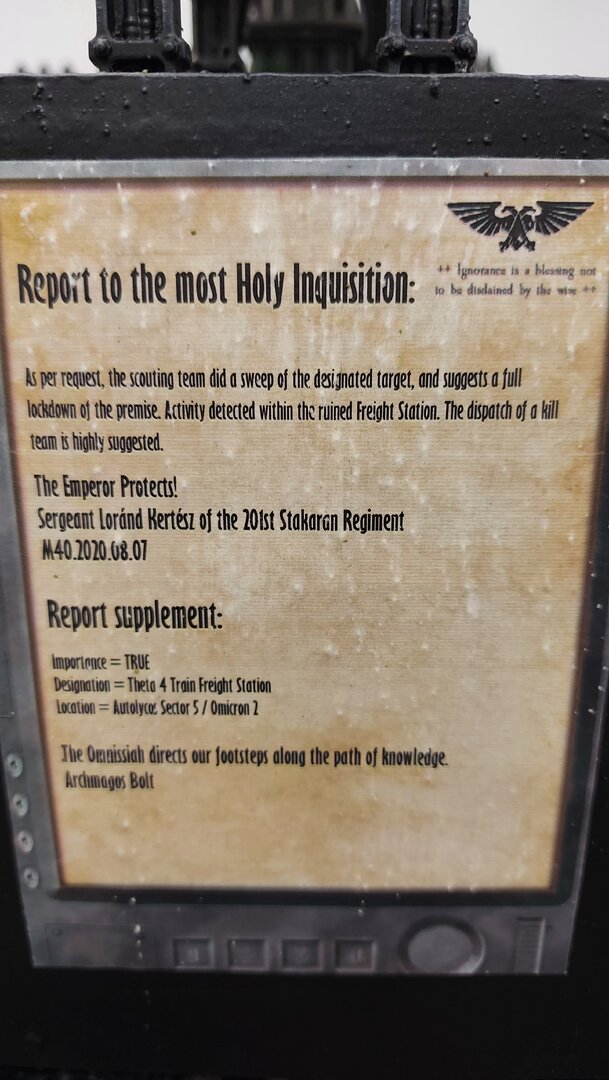 ++ Ignorance is a blessing not
to be disdained by the wise ++
Report to the most Holy Inquisition:
As per request, the scouting team did a sweep of the designated target, and suggests a full
lockdown of the premise. Activity detected within the ruined Freight Station. The dispatch of a kill
team is highly suggested.
The Emperor Protects!
Sergeant Loránd Kertész of the 201st Stakaran Regiment
M40.2020.08.07
Report supplement:
Importance = TRUE
Designation = Theta 4 Train Freight Station
Location = Autolycos Sector 5 / Omicron 2
The Omnissiah directs our footsteps along the path of knowledge.
Archmagos Bolt